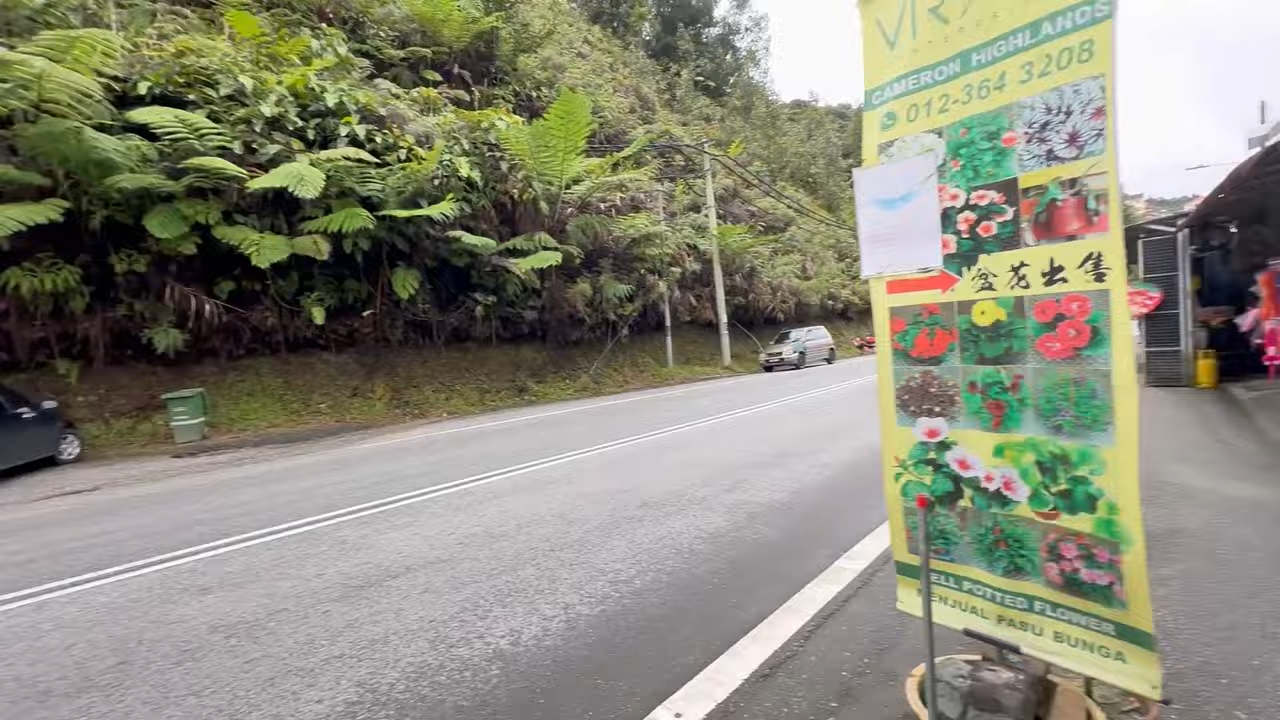 CAMERON HIGHLANDS
012-364 3208
盆花出售
ELL POTTED FLOWER
ENJUAL PASU BUNGA